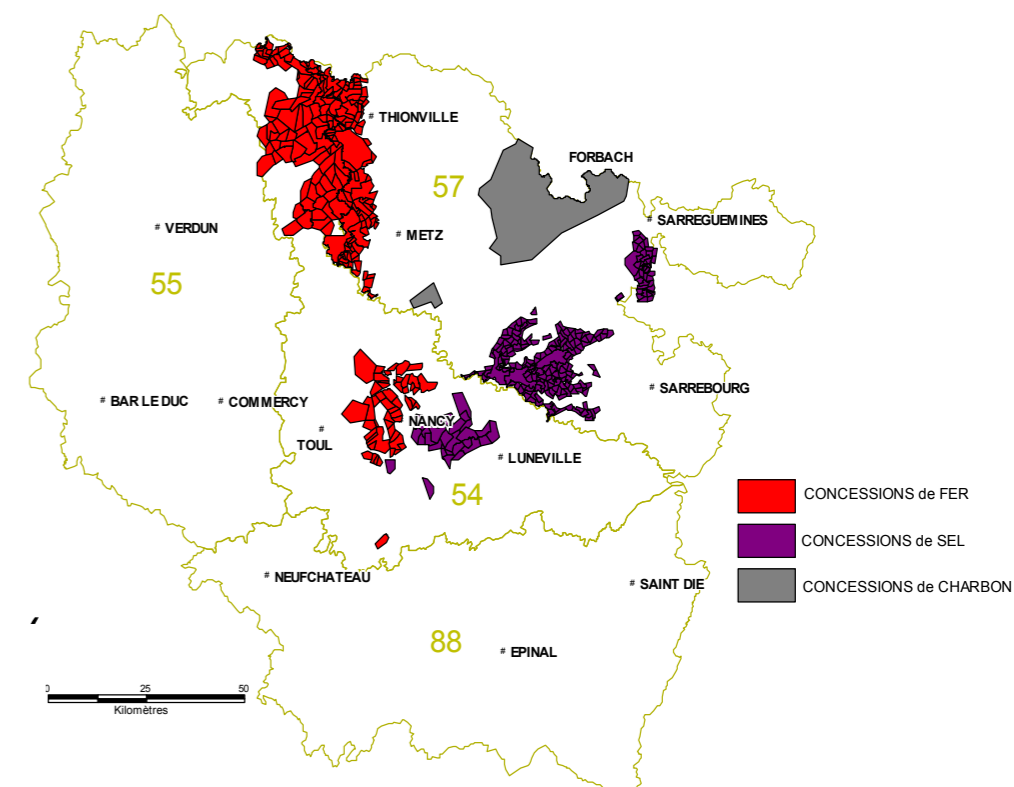 # THIONVILLE
FORBACH
57
# SARREGUEMINES
# VERDUN
# METZ
55
# SARREBOURG
# BAR LE DUC
# COMMERCY
NANCY
#
TOUL
# LUNEVILLE
54
CONCESSIONS de FER
CONCESSIONS de SEL
# NEUFCHATEAU
# SAINT DIE
CONCESSIONS de CHARBON
88
# EPINAL
0 25 50
Kilomètres